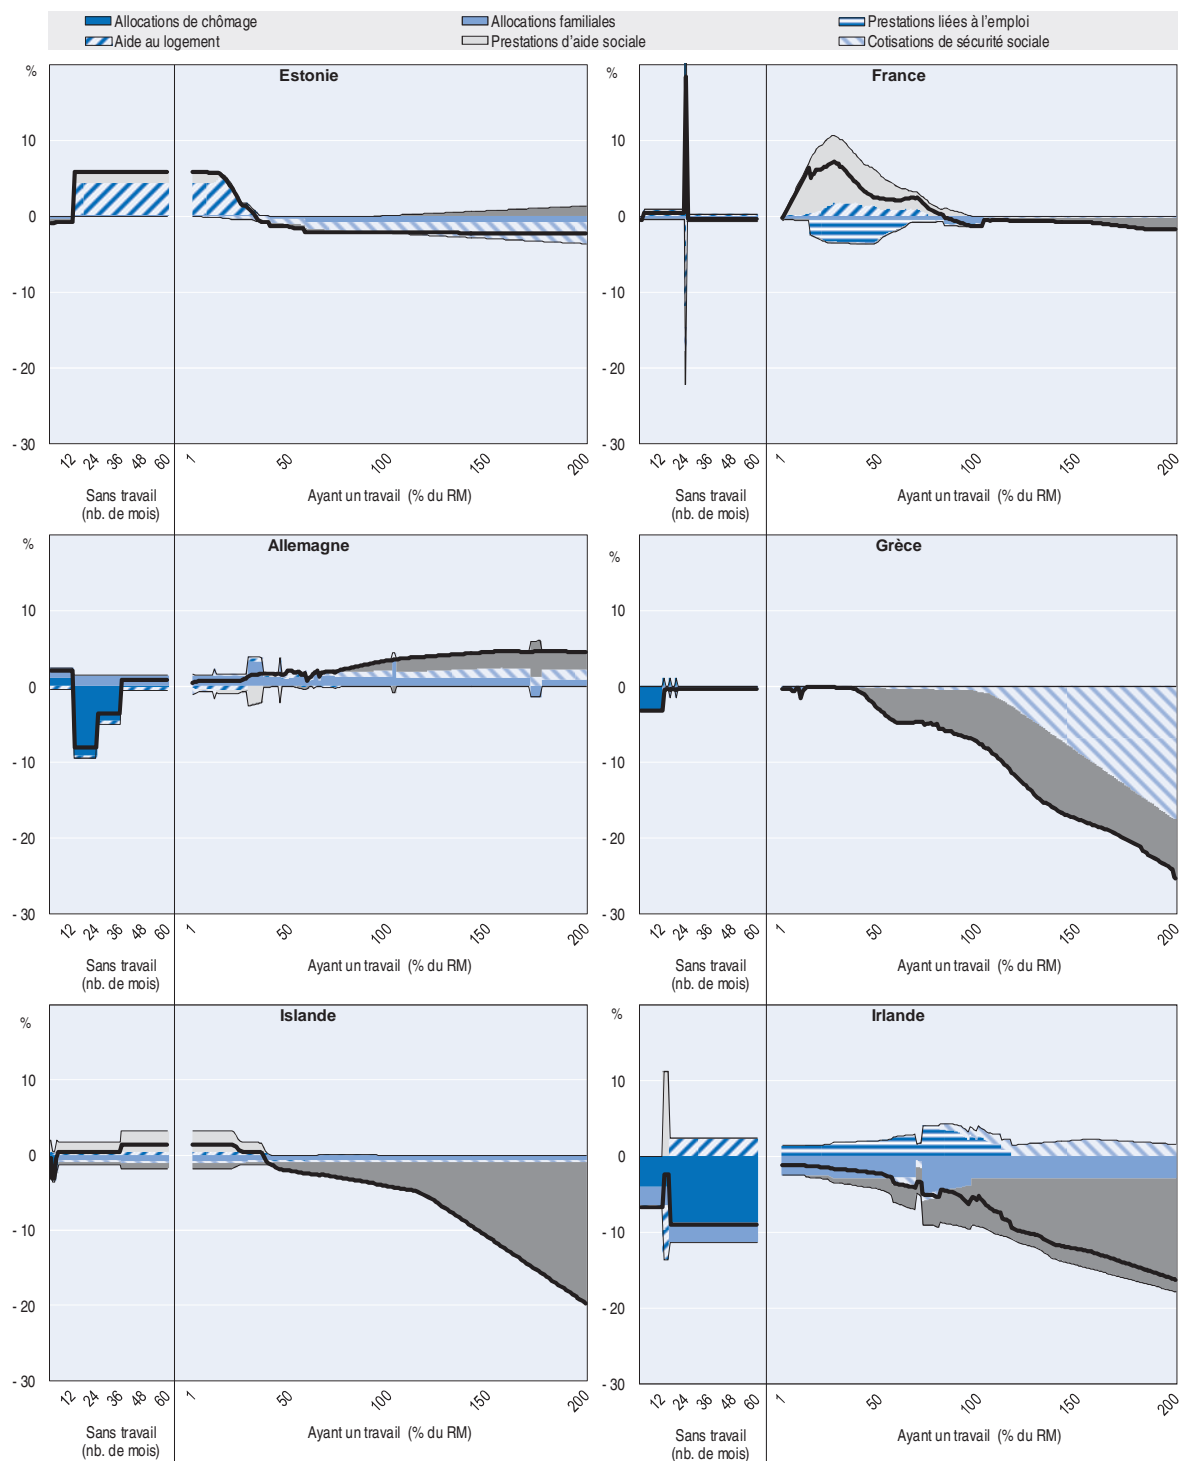 Allocations de chômage Allocations familiales Prestations liées à l'emploi
Aide au logement Prestations d'aide sociale Cotisations de sécurité sociale
% Estonie
10
0
- 10
- 20
- 30
12 24 36 48 60 1 50 100 150 200
Sans travail Ayant un travail (% du RM)
(nb. de mois)
% France
10
0
- 10
- 20
- 30
12 24 36 48 60 1 50 100 150 200
Sans travail Ayant un travail (% du RM)
(nb. de mois)
% Allemagne
10
0
- 10
- 20
- 30
12 24 36 48 60 1 50 100 150 200
Sans travail Ayant un travail (% du RM)
(nb. de mois)
% Grèce
10
0
- 10
- 20
- 30
12 24 36 48 60 1 50 100 150 200
Sans travail Ayant un travail (% du RM)
(nb. de mois)
% Islande
10
0
- 10
- 20
- 30
12 24 36 48 60 1 50 100 150 200
Sans travail Ayant un travail (% du RM)
(nb. de mois)
% Irlande
10
0
- 10
- 20
- 30
12 24 36 48 60 1 50 100 150 200
Sans travail Ayant un travail (% du RM)
(nb. de mois)